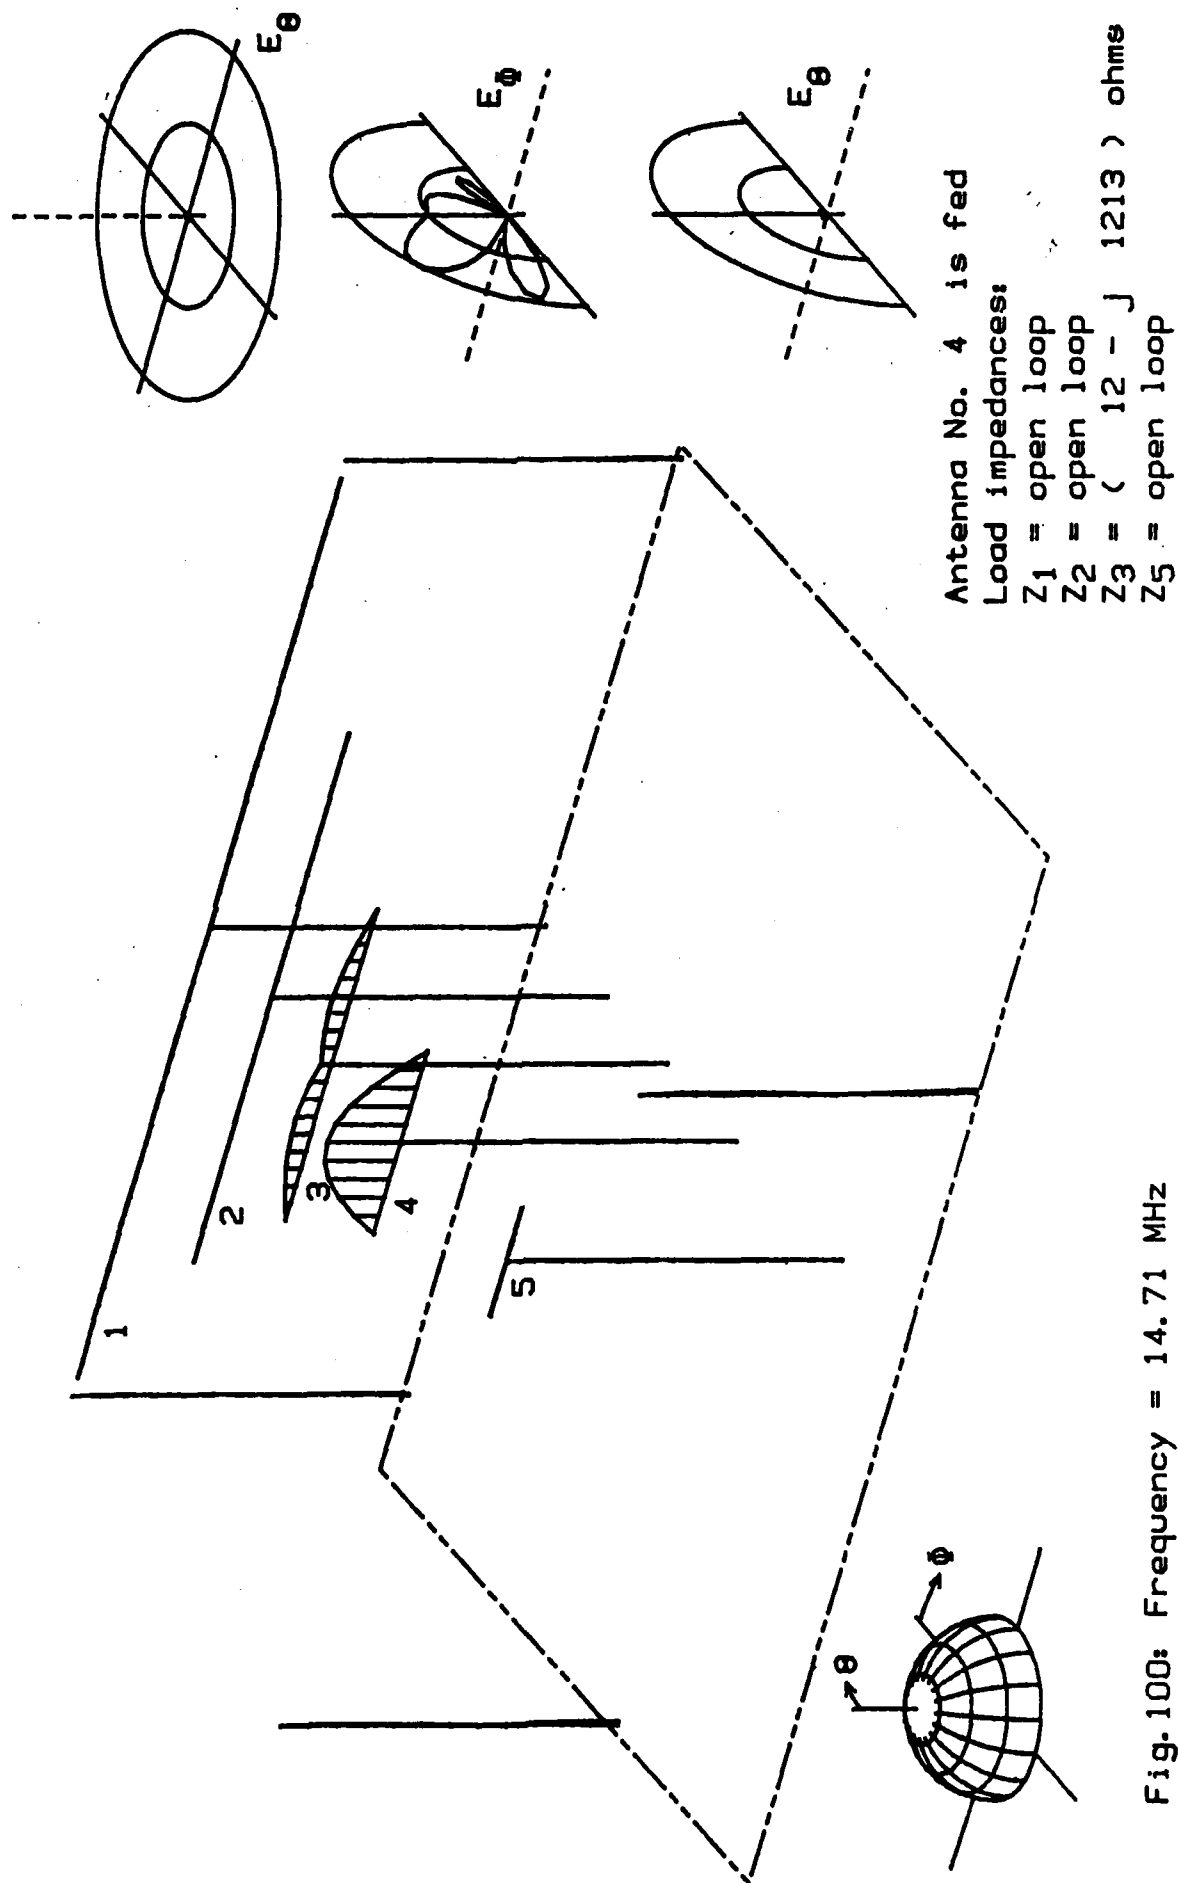 E_θ
E_Φ
E_θ
1
2
3
4
5
Antenna No. 4 is fed
Load impedances:
Z1 = open loop
Z2 = open loop
Z3 = ( 12 - j 1213 ) ohms
Z5 = open loop
θ
Φ
Fig.100: Frequency = 14.71 MHz